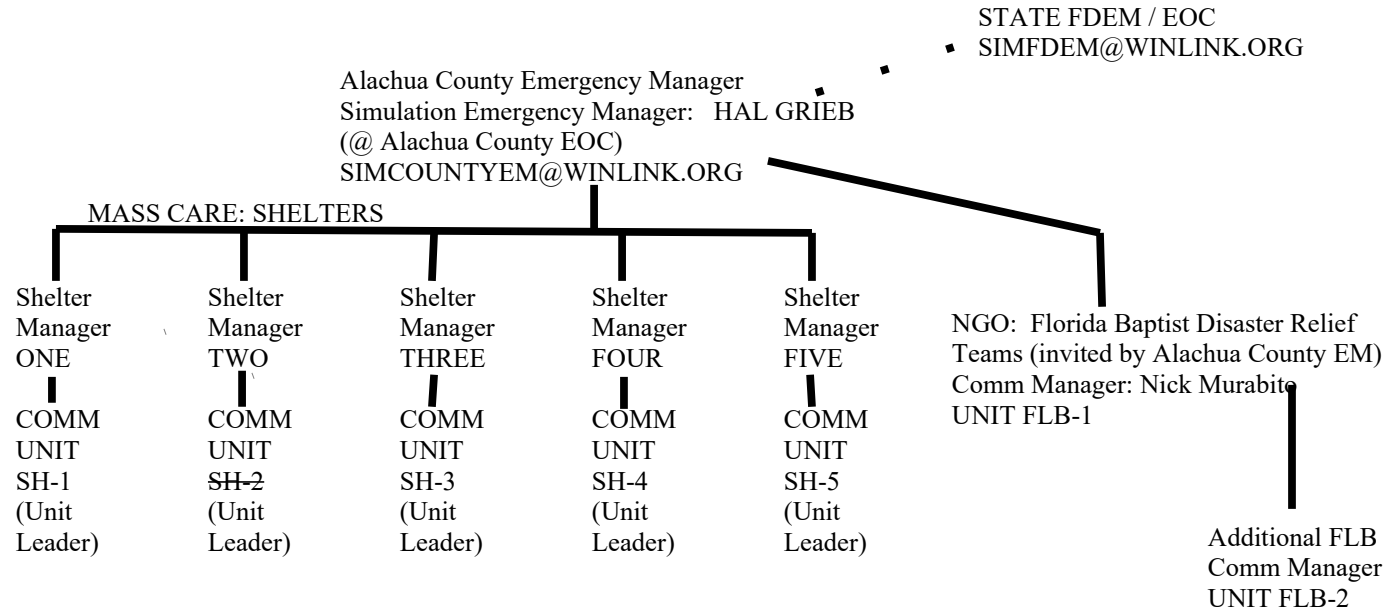 STATE FDEM / EOC
SIMFDEM@WINLINK.ORG
Alachua County Emergency Manager
Simulation Emergency Manager: HAL GRIEB
(@ Alachua County EOC)
SIMCOUNTYEM@WINLINK.ORG
MASS CARE: SHELTERS
Shelter
Manager
ONE
Shelter
Manager
TWO
Shelter
Manager
THREE
Shelter
Manager
FOUR
Shelter
Manager
FIVE
NGO: Florida Baptist Disaster Relief
Teams (invited by Alachua County EM)
Comm Manager: Nick Murabito
UNIT FLB-1
COMM
UNIT
SH-1
(Unit
Leader)
COMM
UNIT
SH-2
(Unit
Leader)
COMM
UNIT
SH-3
(Unit
Leader)
COMM
UNIT
SH-4
(Unit
Leader)
COMM
UNIT
SH-5
(Unit
Leader)
Additional FLB
Comm Manager
UNIT FLB-2